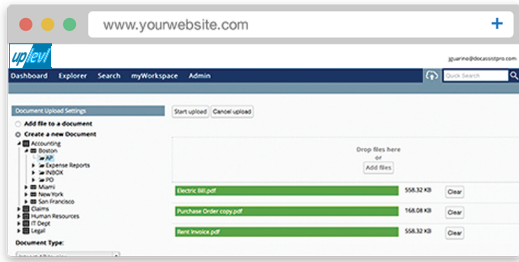 www.yourwebsite.com
uplevl
jguarino@docassistpro.com
Dashboard Explorer Search myWorkspace Admin
Quick Search
Document Upload Settings
Start upload Cancel upload
Add file to a document
Create a new Document
Accounting
Boston
AP
Expense Reports
INBOX
PO
Miami
New York
San Francisco
Claims
Human Resources
IT Dept
Legal
Document Type:
Drop files here
or
Add files
Electric Bill.pdf 558.32 KB Clear
Purchase Order copy.pdf 168.08 KB Clear
Rent Invoice.pdf 558.32 KB Clear